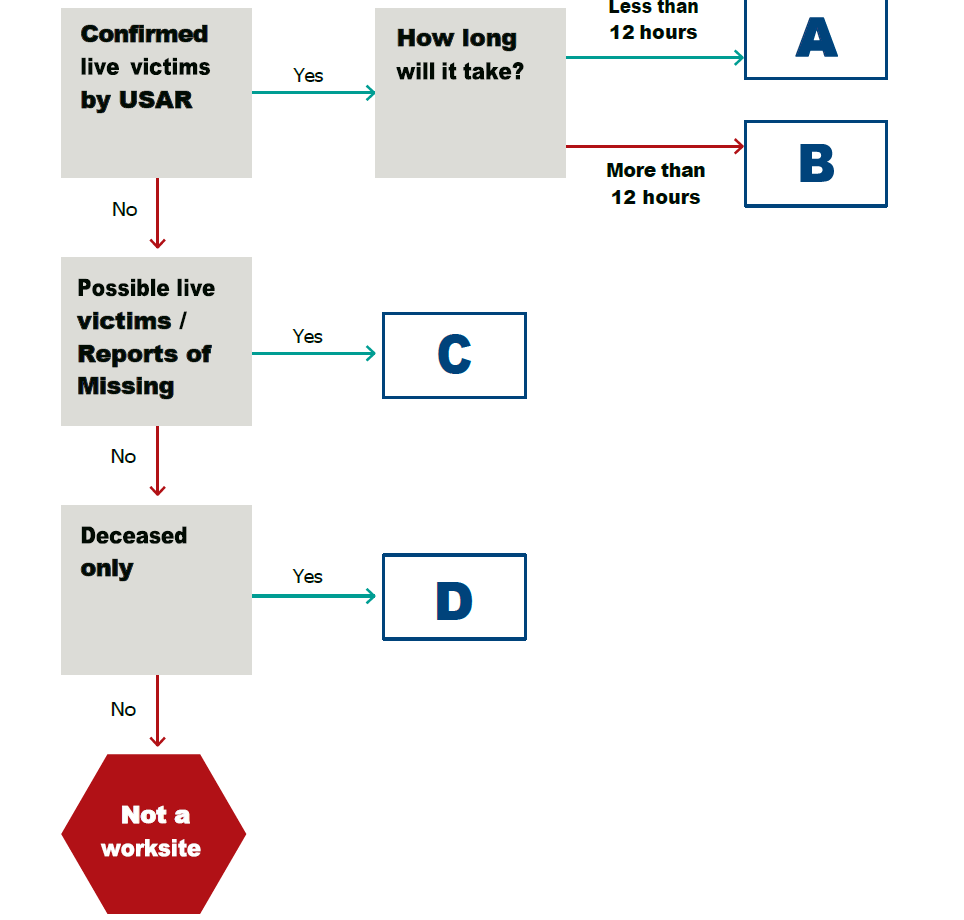 Confirmed
live victims
by USAR
Yes
How long
will it take?
Less than
12 hours
A
More than
12 hours
B
No
Possible live
victims /
Reports of
Missing
Yes
C
No
Deceased
only
Yes
D
No
Not a
worksite